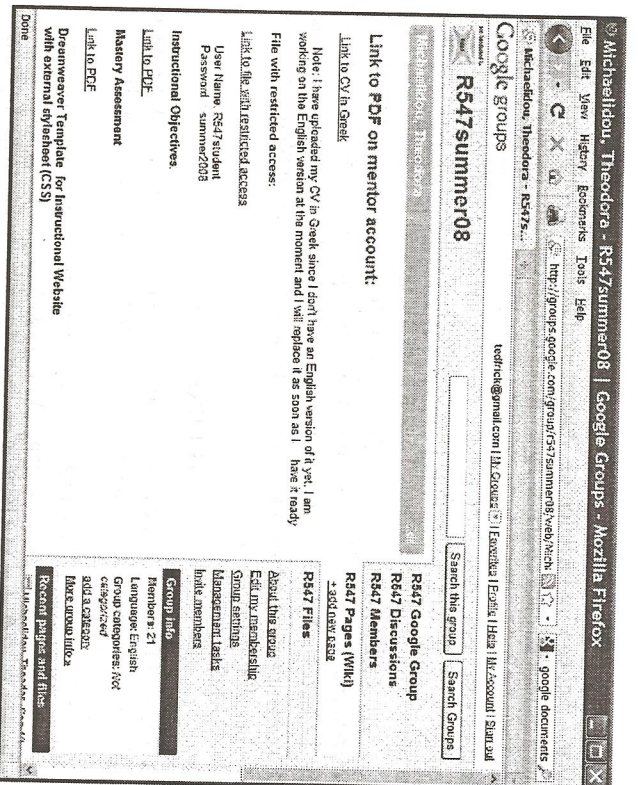 Michaelidou, Theodora - R547summer08 | Google Groups - Mozilla Firefox
File Edit View History Bookmarks Tools Help
http://groups.google.com/group/r547summer08/web/Michi
google documents
Michaelidou, Theodora - R547s...
Google groups
tedfrick@gmail.com | My Groups | Favorites | Profile | Help | My Account | Sign out
R547summer08
Search this group
Search Groups
Michaelidou, Theodora
Link to PDF on mentor account:
Link to CV in Greek
Note: I have uploaded my CV in Greek since I don't have an English version of it yet. I am
working on the English version at the moment and I will replace it as soon as I have it ready
File with restricted access:
Link to file with restricted access
User Name. R547student
Password summer2008
Instructional Objectives.
Link to PDF
Mastery Assessment
Link to PDF
Dreamweaver Template for Instructional Website
with external stylesheet (CSS)
R547 Google Group
R547 Discussions
R547 Members
R547 Pages (Wiki)
+ add new page
R547 Files
About this group
Edit my membership
Group settings
Management tasks
Invite members
Group info
Members: 21
Language: English
Group categories: Not
categorized
add a category
More group info »
Recent pages and files
Done